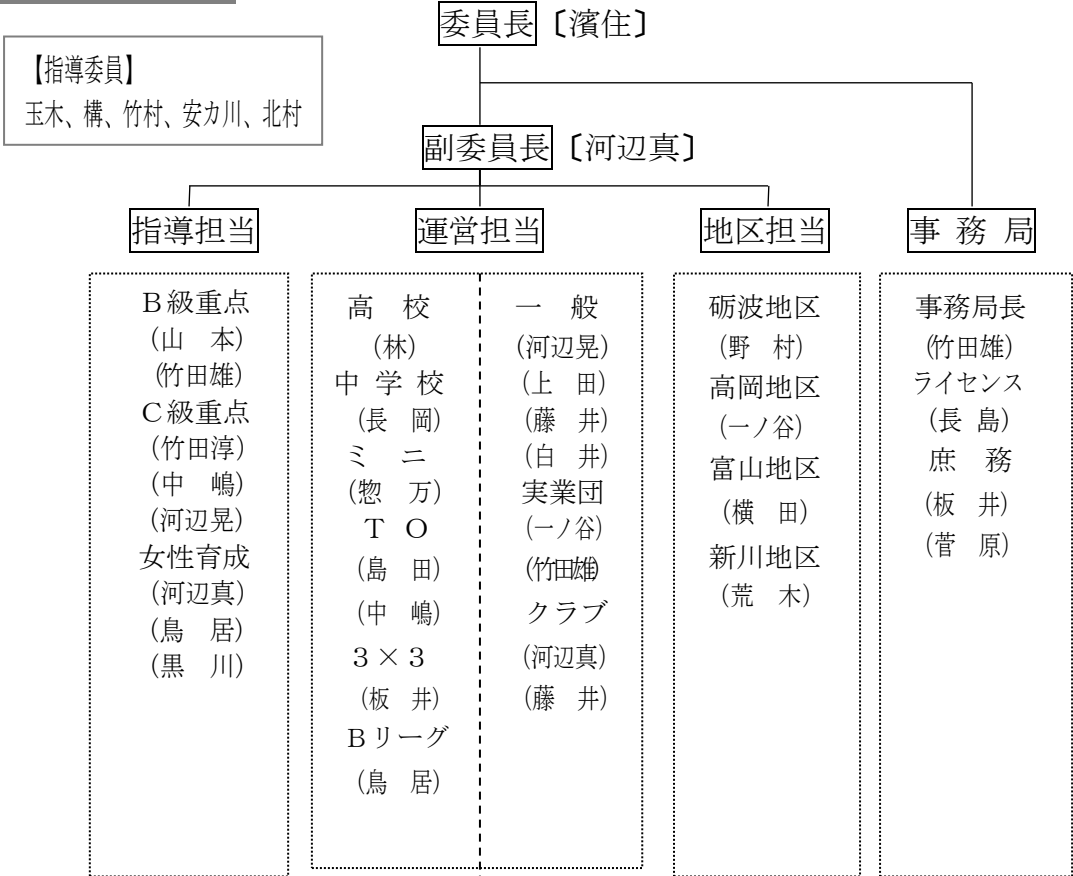 委員長〔濱住〕
【指導委員】
玉木、構、竹村、安カ川、北村
副委員長〔河辺真〕
指導担当
運営担当
地区担当
事 務 局
B級重点
(山　本)
(竹田雄)
C級重点
(竹田淳)
(中　嶋)
(河辺晃)
女性育成
(河辺真)
(鳥　居)
(黒　川)
高　校
(林)
中 学 校
(長　岡)
ミ　ニ
(惣　万)
T　O
(島　田)
(中　嶋)
3×3
(板　井)
Bリーグ
(鳥　居)
一　般
(河辺晃)
(上　田)
(藤　井)
(白　井)
実業団
(一ノ谷)
(竹田雄)
クラブ
(河辺真)
(藤　井)
砺波地区
(野　村)
高岡地区
(一ノ谷)
富山地区
(横　田)
新川地区
(荒　木)
事務局長
(竹田雄)
ライセンス
(長 島)
庶　務
(板　井)
(菅　原)